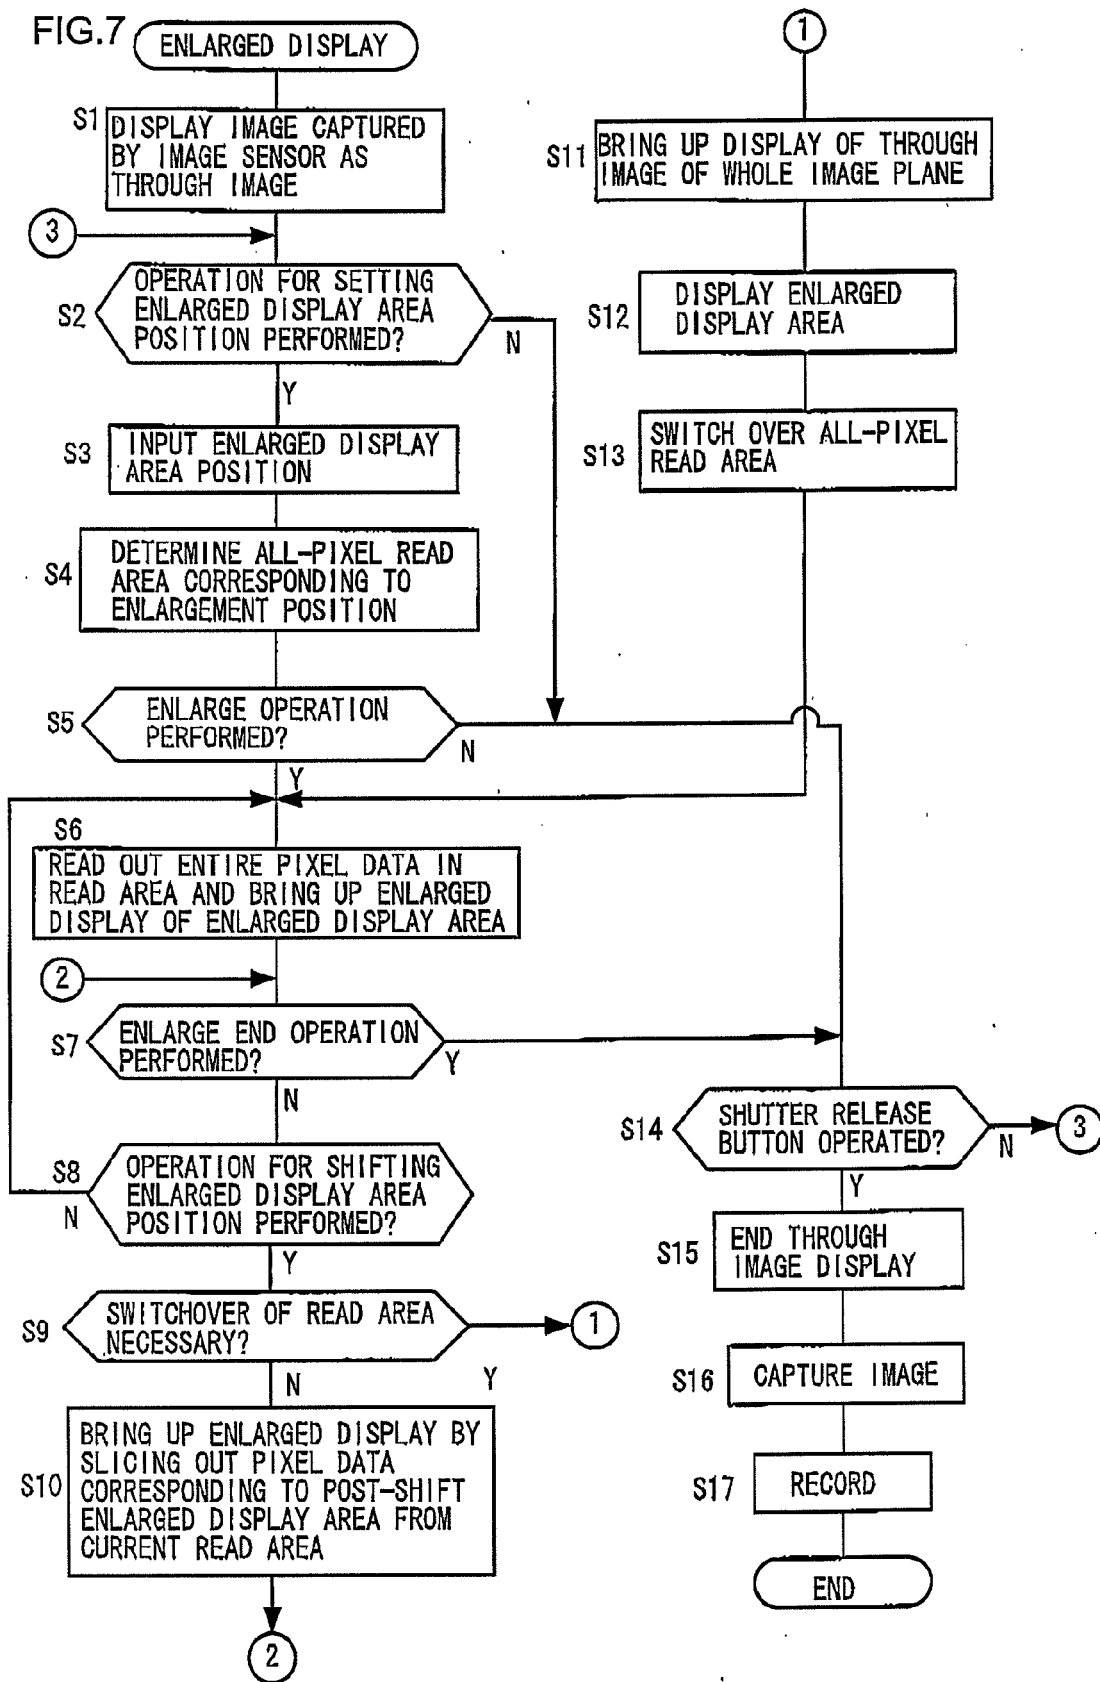 FIG.7
ENLARGED DISPLAY
S1
DISPLAY IMAGE CAPTURED
BY IMAGE SENSOR AS
THROUGH IMAGE
3
S2
OPERATION FOR SETTING
ENLARGED DISPLAY AREA
POSITION PERFORMED?
N
Y
S3
INPUT ENLARGED DISPLAY
AREA POSITION
S4
DETERMINE ALL-PIXEL READ
AREA CORRESPONDING TO
ENLARGEMENT POSITION
S5
ENLARGE OPERATION
PERFORMED?
N
Y
S6
READ OUT ENTIRE PIXEL DATA IN
READ AREA AND BRING UP ENLARGED
DISPLAY OF ENLARGED DISPLAY AREA
2
S7
ENLARGE END OPERATION
PERFORMED?
Y
N
S8
OPERATION FOR SHIFTING
ENLARGED DISPLAY AREA
POSITION PERFORMED?
N
Y
S9
SWITCHOVER OF READ AREA
NECESSARY?
1
N
Y
S10
BRING UP ENLARGED DISPLAY BY
SLICING OUT PIXEL DATA
CORRESPONDING TO POST-SHIFT
ENLARGED DISPLAY AREA FROM
CURRENT READ AREA
2
1
S11
BRING UP DISPLAY OF THROUGH
IMAGE OF WHOLE IMAGE PLANE
S12
DISPLAY ENLARGED
DISPLAY AREA
S13
SWITCH OVER ALL-PIXEL
READ AREA
S14
SHUTTER RELEASE
BUTTON OPERATED?
N
3
Y
S15
END THROUGH
IMAGE DISPLAY
S16
CAPTURE IMAGE
S17
RECORD
END